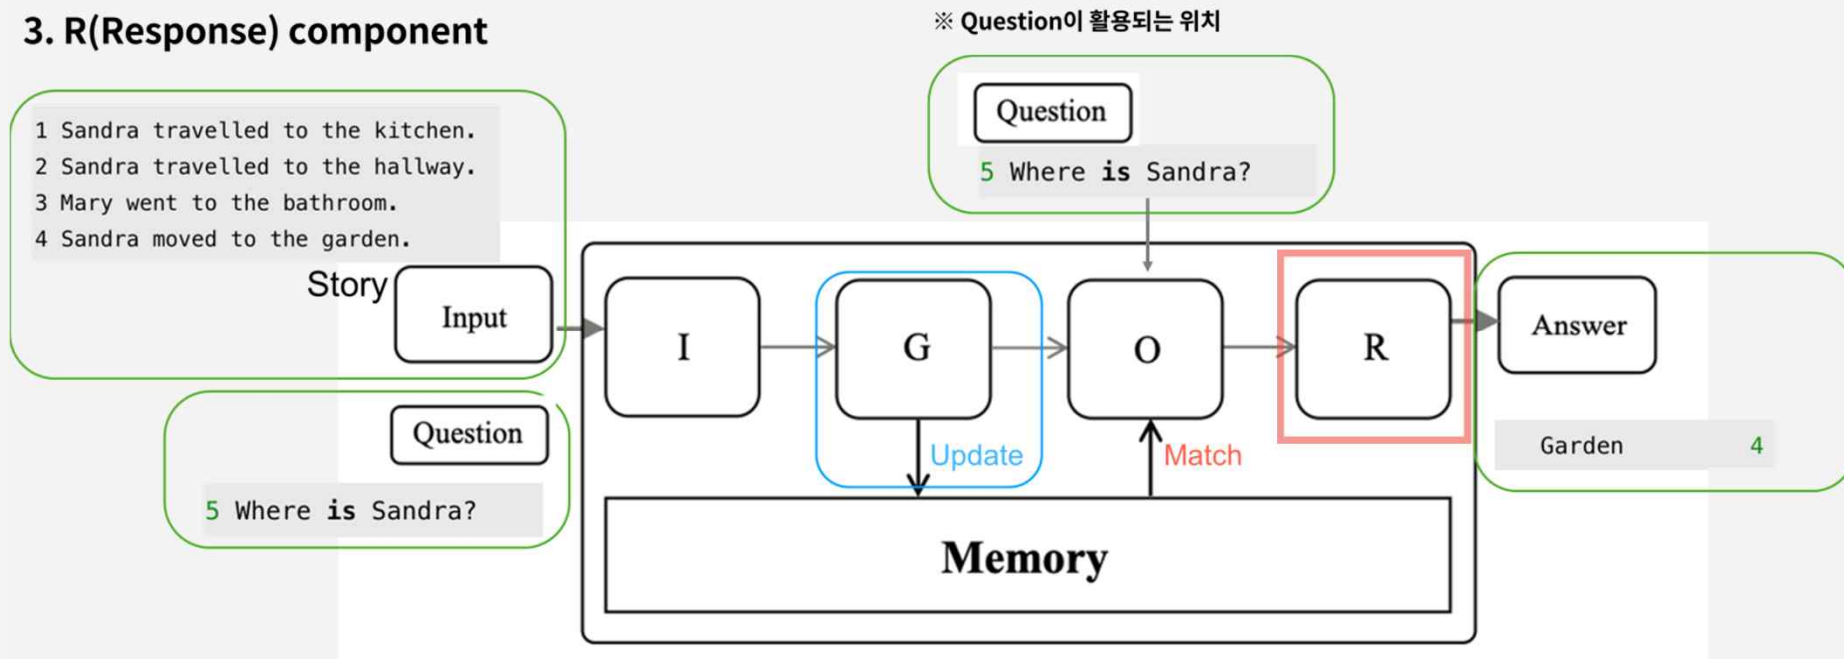 3. R(Response) component
※ Question이 활용되는 위치
1 Sandra travelled to the kitchen.
2 Sandra travelled to the hallway.
3 Mary went to the bathroom.
4 Sandra moved to the garden.
Story
Input
Question
5 Where is Sandra?
Question
5 Where is Sandra?
I
G
O
R
Answer
Update
Match
Garden 4
Memory